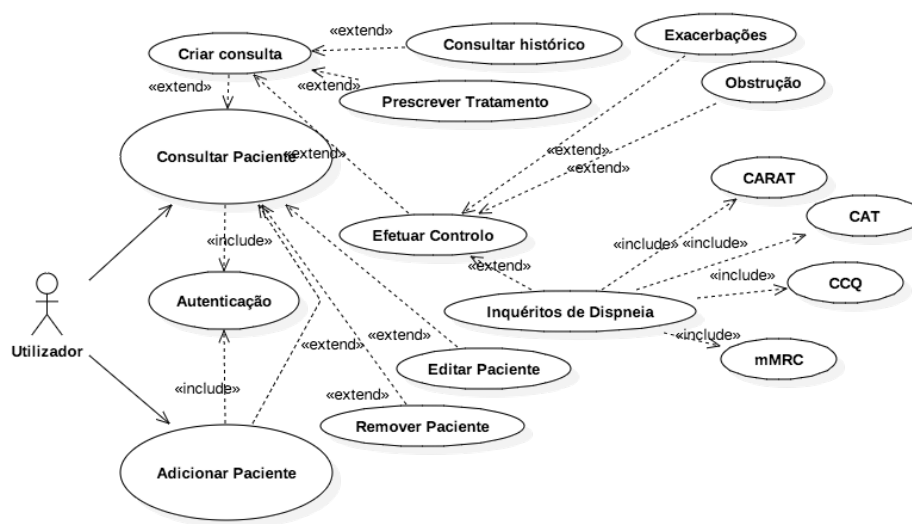 Criar consulta
«extend»
Consultar histórico
Exacerbações
«extend»
«extend»
Prescrever Tratamento
Obstrução
Consultar Paciente
«extend»
«extend»
«extend»
CARAT
CAT
«include»
Efetuar Controlo
«include»
«include»
«extend»
«include»
CCQ
Autenticação
Inquéritos de Dispneia
Utilizador
«extend»
«extend»
«include»
mMRC
Editar Paciente
«include»
«extend»
Remover Paciente
Adicionar Paciente